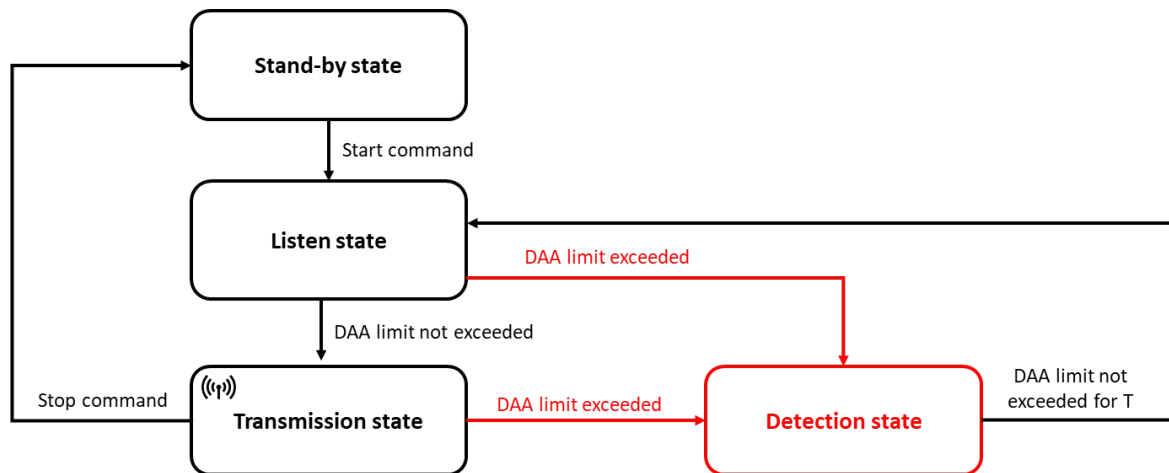 Stand-by state
Start command
Listen state
DAA limit exceeded
DAA limit not exceeded
Stop command
Transmission state
DAA limit exceeded
Detection state
DAA limit not
exceeded for T